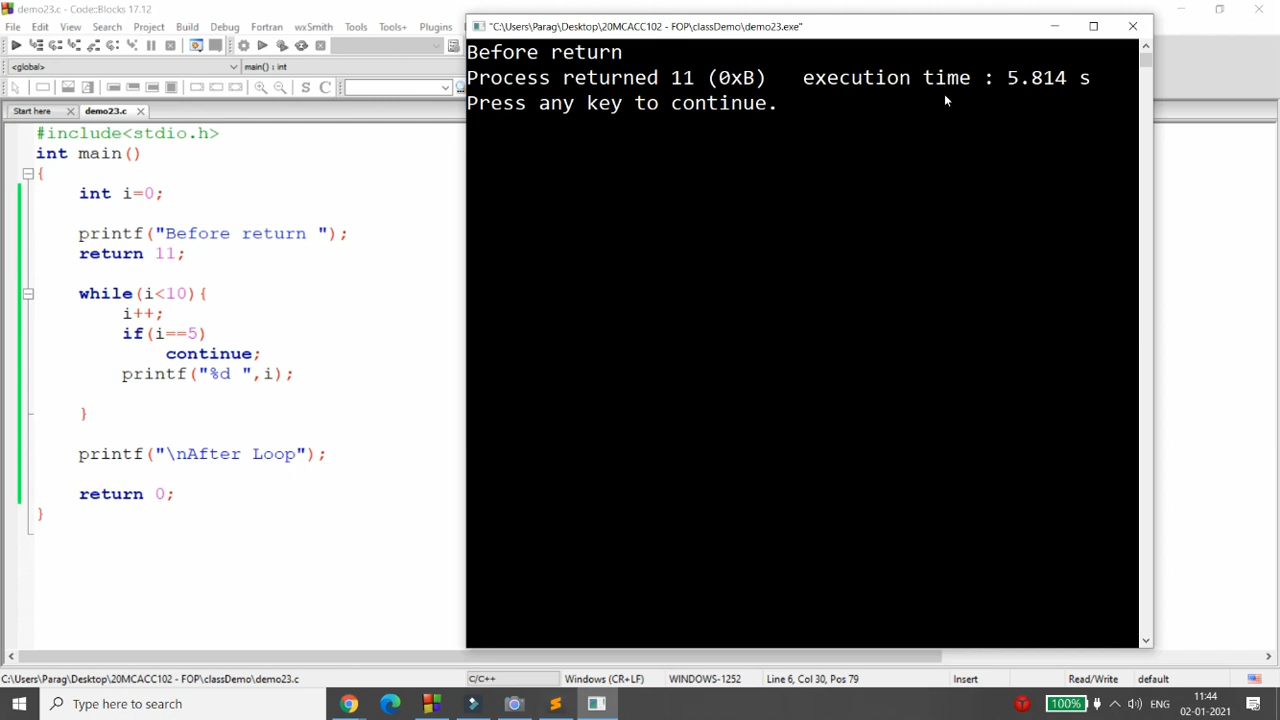 demo23.c - Code::Blocks 17.12
File Edit View Search Project Build Debug Fortran wxSmith Tools Tools+ Plugins
<global> main() : int
Start here demo23.c
#include<stdio.h>
int main()
{
int i=0;
printf("Before return ");
return 11;
while(i<10){
i++;
if(i==5)
continue;
printf("%d ",i);
}
printf("\nAfter Loop");
return 0;
}
"C:\Users\Parag\Desktop\20MCACC102 - FOP\classDemo\demo23.exe"
Before return
Process returned 11 (0xB) execution time : 5.814 s
Press any key to continue.
C:\Users\Parag\Desktop\20MCACC102 - FOP\classDemo\demo23.c C/C++ Windows (CR+LF) WINDOWS-1252 Line 6, Col 30, Pos 79 Insert Read/Write default
Type here to search 100% ENG 11:44
02-01-2021